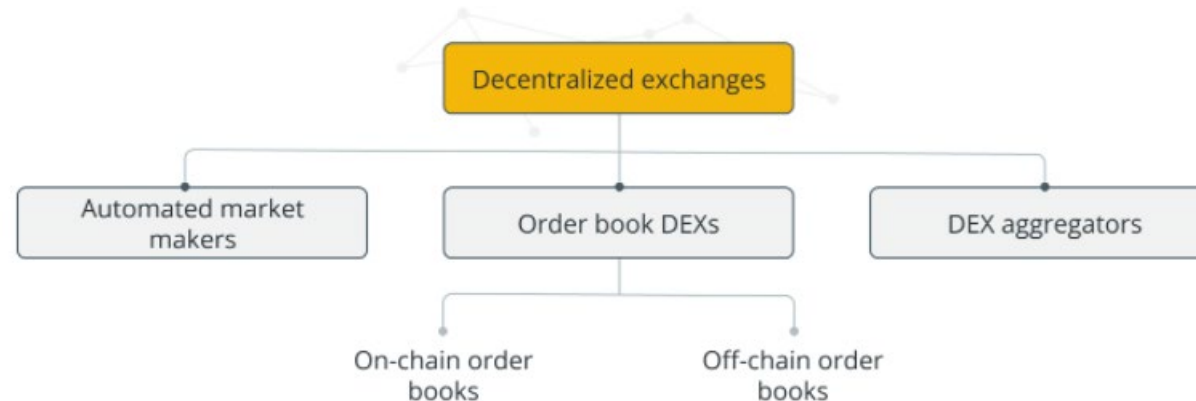 Decentralized exchanges
Automated market
makers
Order book DEXs
DEX aggregators
On-chain order
books
Off-chain order
books